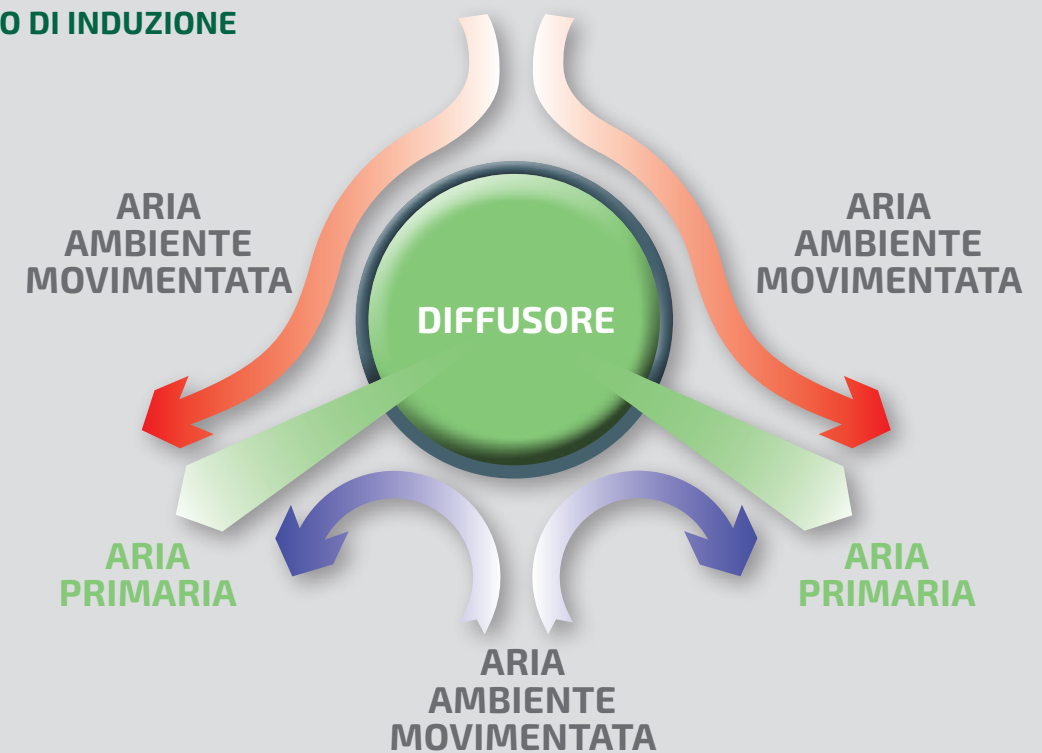 O DI INDUZIONE
ARIA
AMBIENTE
MOVIMENTATA
ARIA
AMBIENTE
MOVIMENTATA
DIFFUSORE
ARIA
PRIMARIA
ARIA
PRIMARIA
ARIA
AMBIENTE
MOVIMENTATA